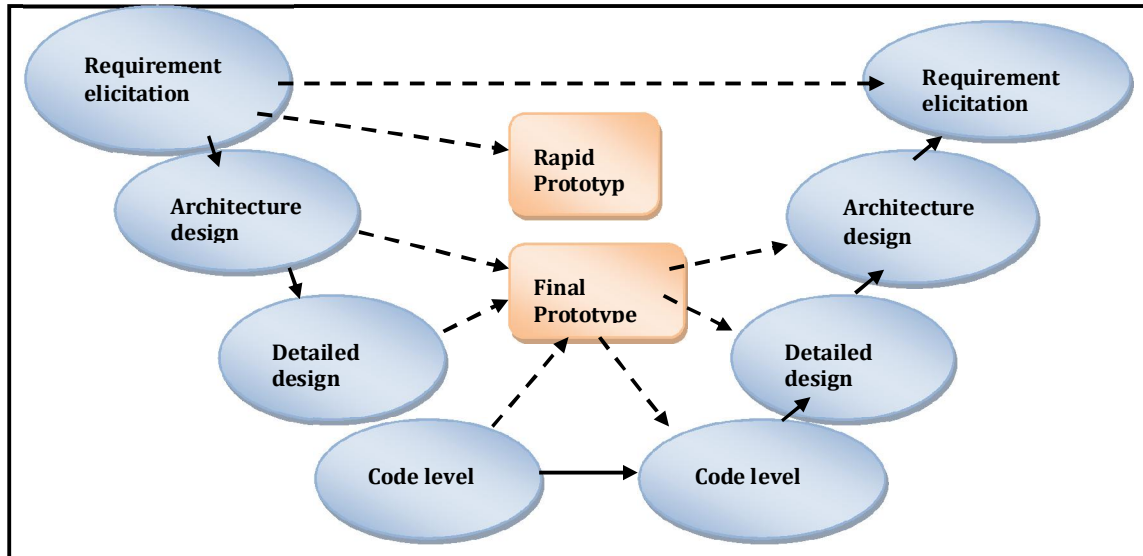 Requirement
elicitation
Requirement
elicitation
Rapid
Prototyp
Architecture
design
Architecture
design
Final
Prototype
Detailed
design
Detailed
design
Code level
Code level